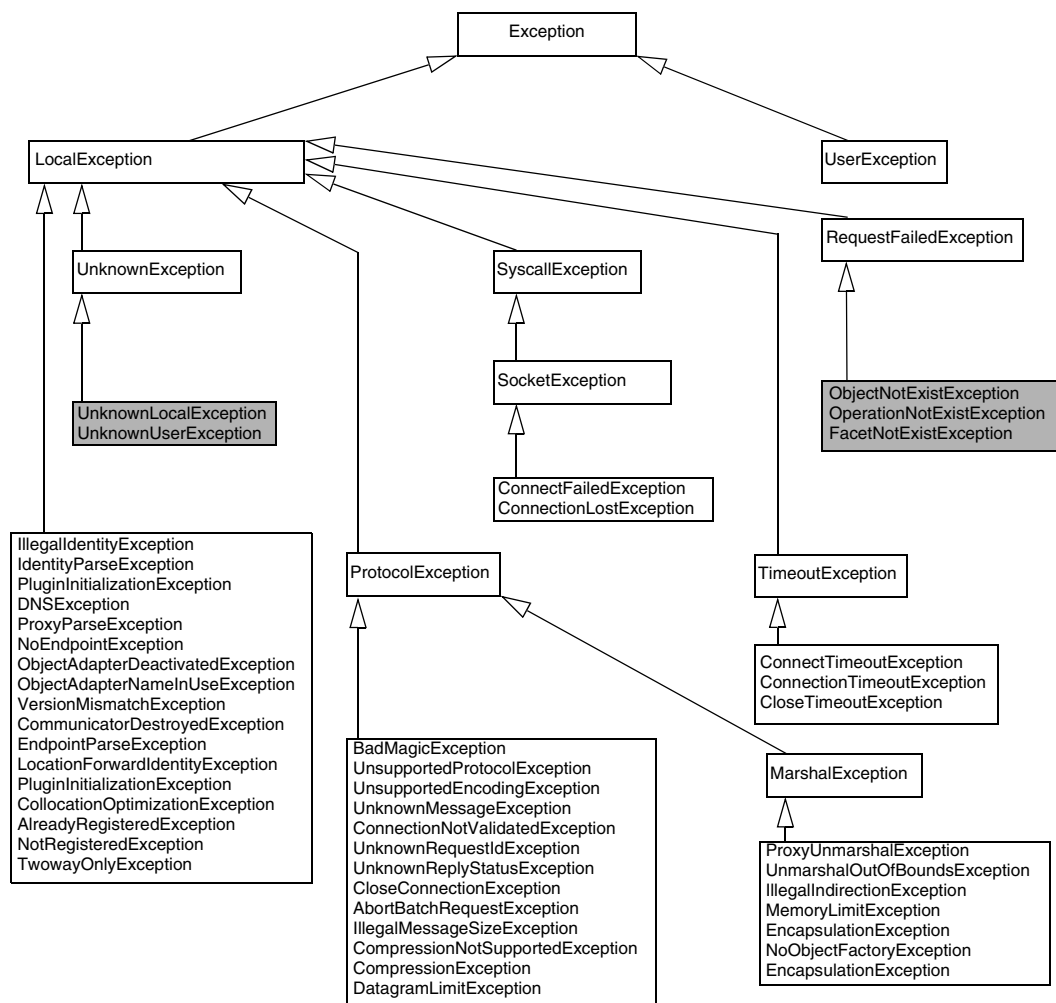 Exception
LocalException
UserException
RequestFailedException
UnknownException
SyscallException
SocketException
ObjectNotExistException
OperationNotExistException
FacetNotExistException
UnknownLocalException
UnknownUserException
ConnectFailedException
ConnectionLostException
IllegalIdentityException
IdentityParseException
PluginInitializationException
DNSException
ProxyParseException
NoEndpointException
ObjectAdapterDeactivatedException
ObjectAdapterNameInUseException
VersionMismatchException
CommunicatorDestroyedException
EndpointParseException
LocationForwardIdentityException
PluginInitializationException
CollocationOptimizationException
AlreadyRegisteredException
NotRegisteredException
TwowayOnlyException
ProtocolException
TimeoutException
ConnectTimeoutException
ConnectionTimeoutException
CloseTimeoutException
BadMagicException
UnsupportedProtocolException
UnsupportedEncodingException
UnknownMessageException
ConnectionNotValidatedException
UnknownRequestIdException
UnknownReplyStatusException
CloseConnectionException
AbortBatchRequestException
IllegalMessageSizeException
CompressionNotSupportedException
CompressionException
DatagramLimitException
MarshalException
ProxyUnmarshalException
UnmarshalOutOfBoundsException
IllegalIndirectionException
MemoryLimitException
EncapsulationException
NoObjectFactoryException
EncapsulationException